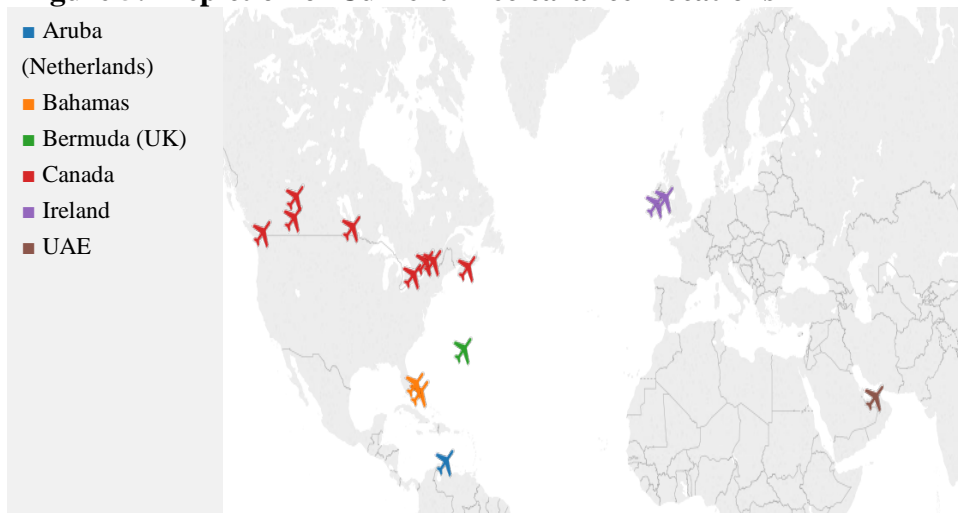 Aruba
(Netherlands)
Bahamas
Bermuda (UK)
Canada
Ireland
UAE